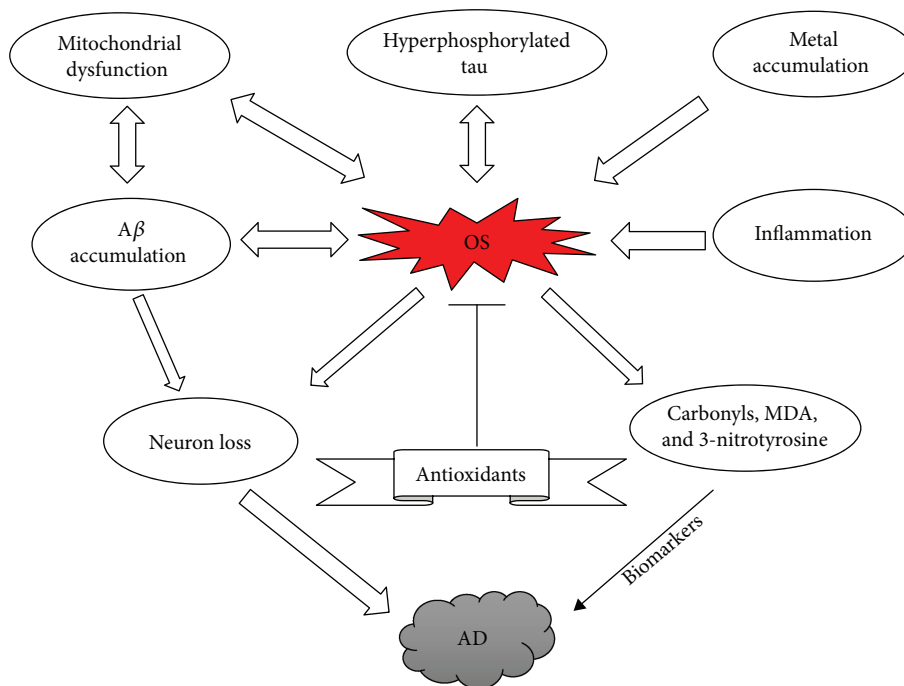 Mitochondrial
dysfunction
Hyperphosphorylated
tau
Metal
accumulation
Aβ
accumulation
OS
Inflammation
Neuron loss
Antioxidants
Carbonyls, MDA,
and 3-nitrotyrosine
Biomarkers
AD